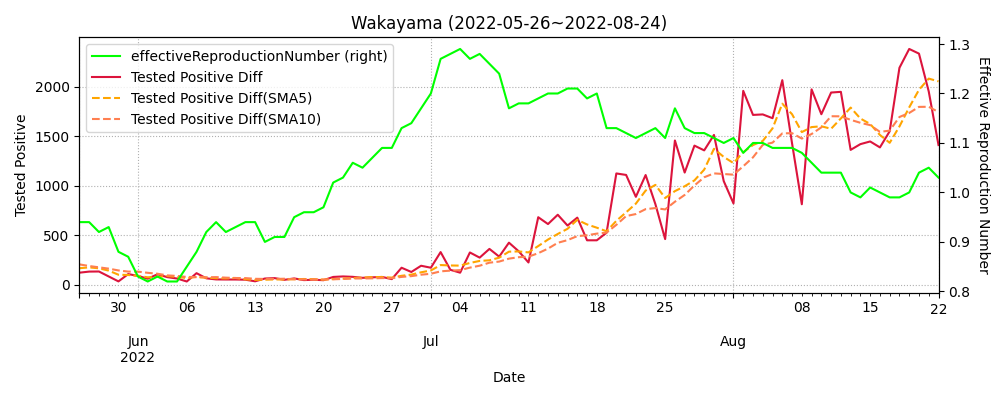 Wakayama (2022-05-26~2022-08-24)
effectiveReproductionNumber (right)
Tested Positive Diff
Tested Positive Diff(SMA5)
Tested Positive Diff(SMA10)
Tested Positive
2000
1500
1000
500
0
Effective Reproduction Number
1.3
1.2
1.1
1.0
0.9
0.8
30 06 13 20 27 04 11 18 25 08 15 22
Jun Jul Aug
2022
Date